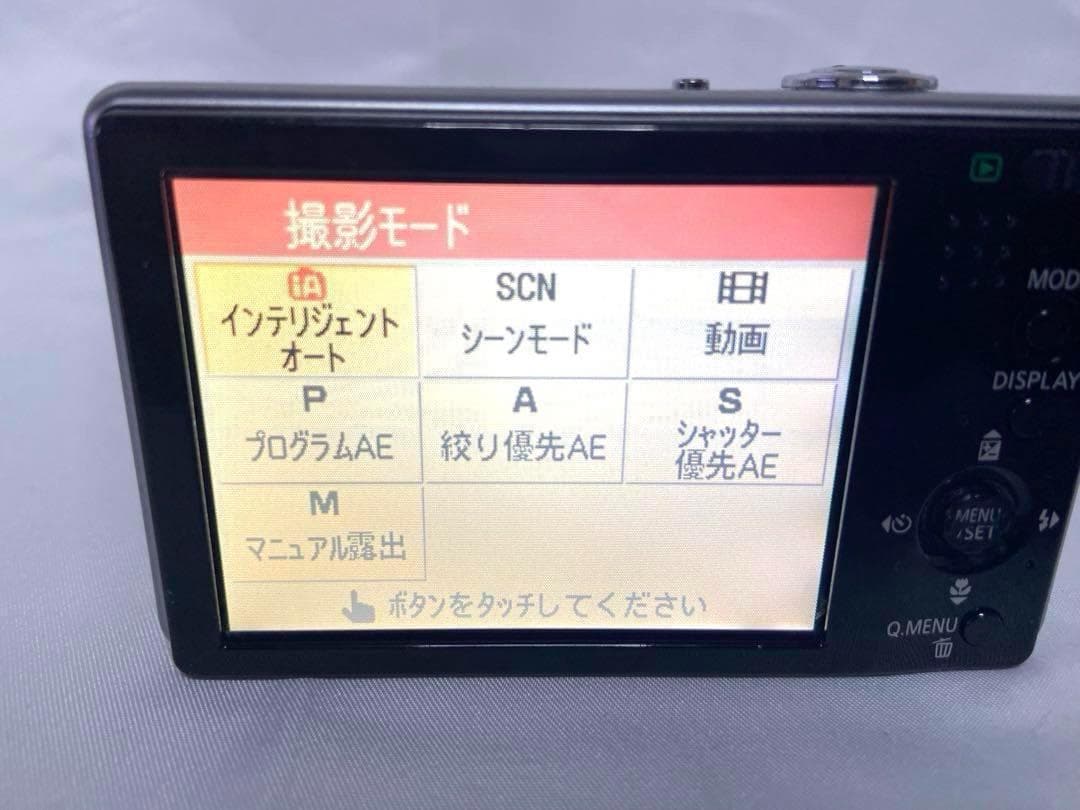 撮影モード
iA
インテリジェント
オート
SCN
シーンモード
動画
P
プログラムAE
A
絞り優先AE
S
シャッター
優先AE
M
マニュアル露出
ボタンをタッチしてください
MOD
DISPLAY
MENU
/SET
Q.MENU